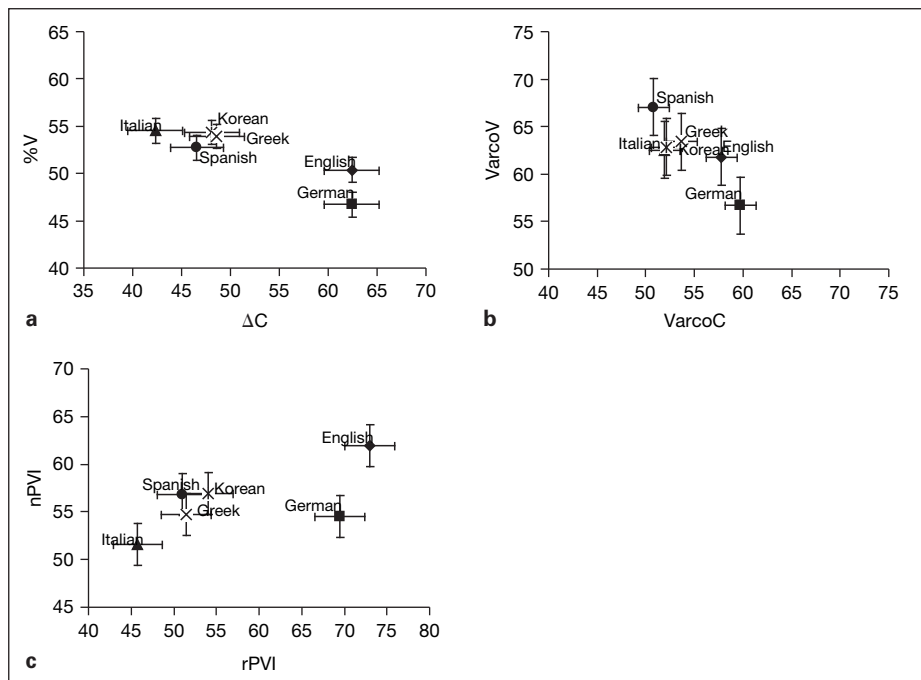 65
60
55
50
45
40
%V
Italian
Korean
Greek
Spanish
English
German
35 40 45 50 55 60 65 70
a
ΔC
75
70
65
60
55
50
VarcoV
Spanish
Greek
Italian
Korean
English
German
40 45 50 55 60 65 70 75
b
VarcoC
70
65
60
55
50
45
nPVI
English
Spanish
Korean
Greek
German
Italian
40 45 50 55 60 65 70 75 80
c
rPVI